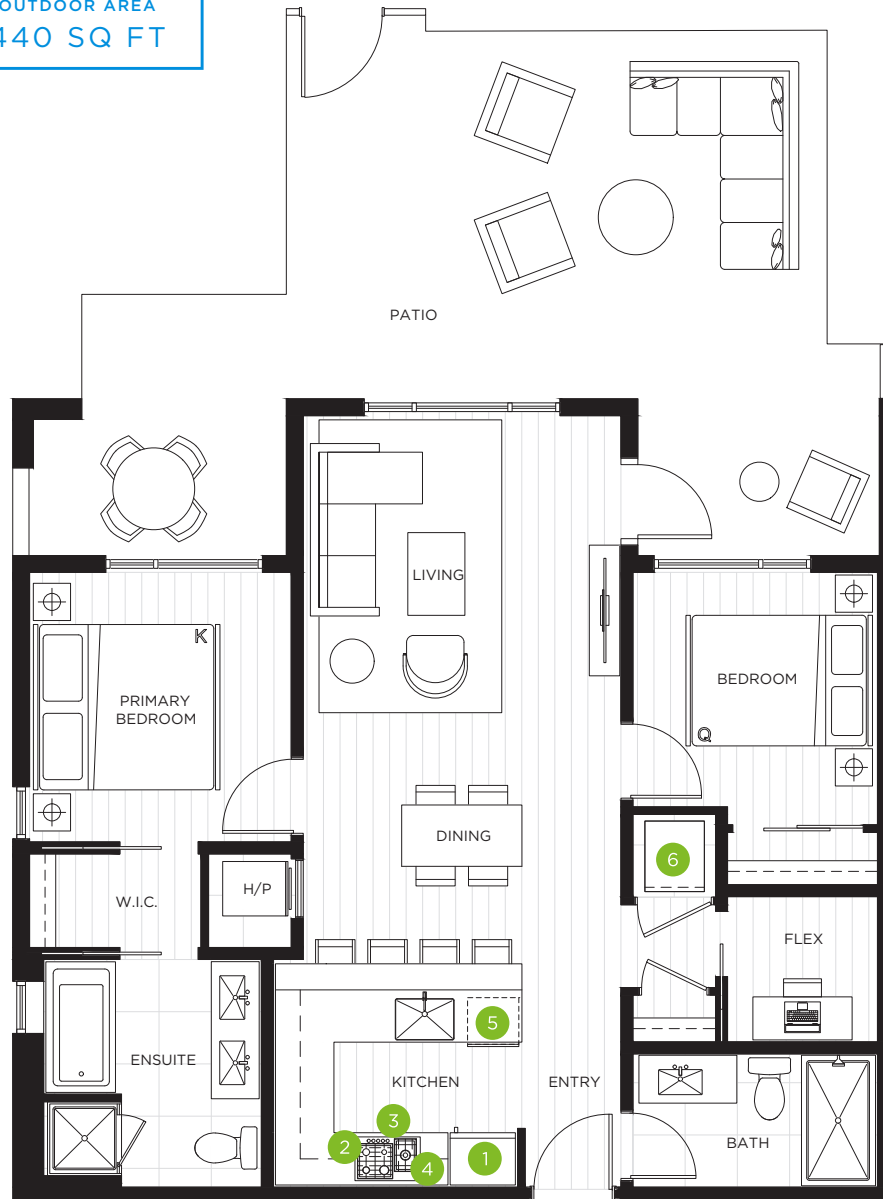 OUTDOOR AREA
440 SQ FT
PATIO
LIVING
K
PRIMARY
BEDROOM
BEDROOM
Q
DINING
6
H/P
W.I.C.
FLEX
5
ENSUITE
KITCHEN
ENTRY
3
2
4
1
BATH